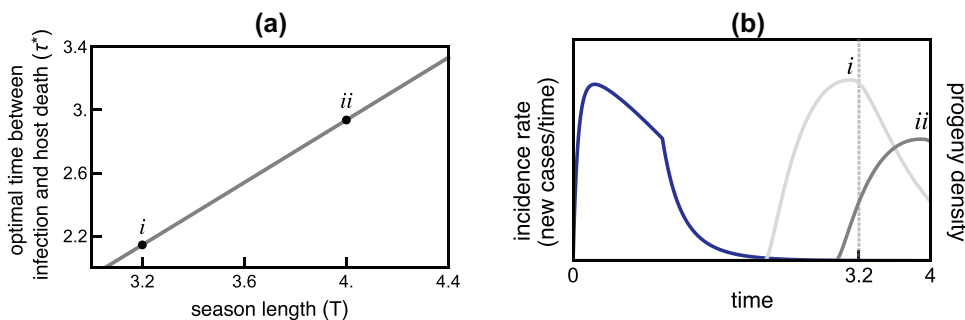 (a)
optimal time between
infection and host death (τ*)
3.4
3.
2.6
2.2
i
ii
3.2
3.6
4.
4.4
season length (T)
(b)
incidence rate
(new cases/time)
i
ii
progeny density
0
3.2
4
time